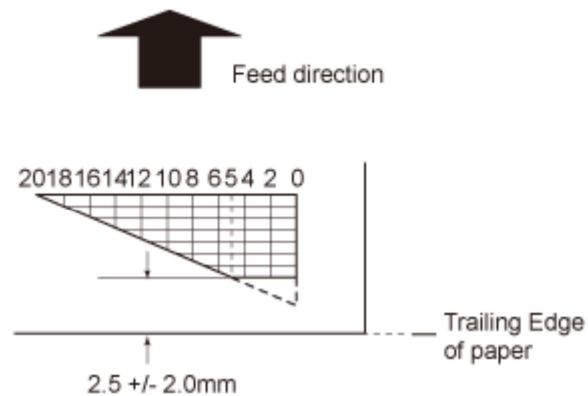 Feed direction
20181614121086542 0
Trailing Edge
of paper
2.5 +/- 2.0mm